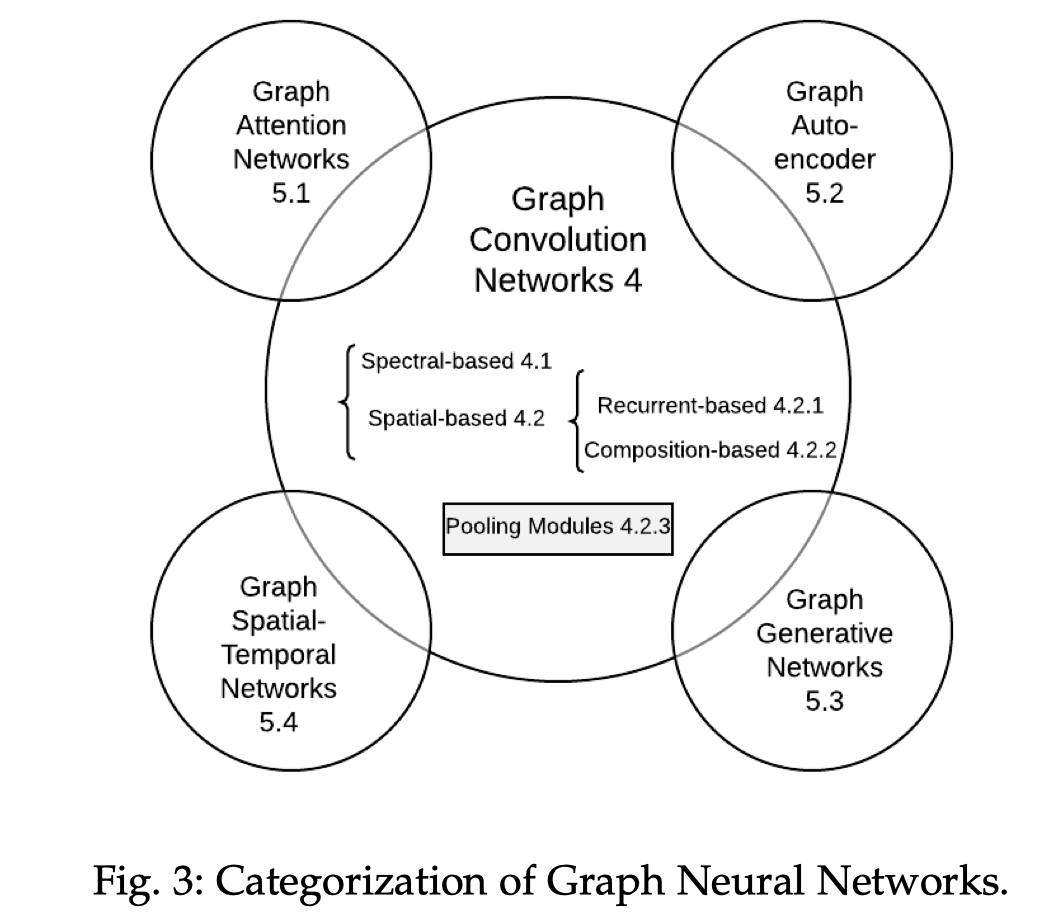 Graph
Attention
Networks
5.1
Graph
Auto-
encoder
5.2
Graph
Convolution
Networks 4
Spectral-based 4.1
Spatial-based 4.2
Recurrent-based 4.2.1
Composition-based 4.2.2
Pooling Modules 4.2.3
Graph
Spatial-
Temporal
Networks
5.4
Graph
Generative
Networks
5.3
Fig. 3: Categorization of Graph Neural Networks.